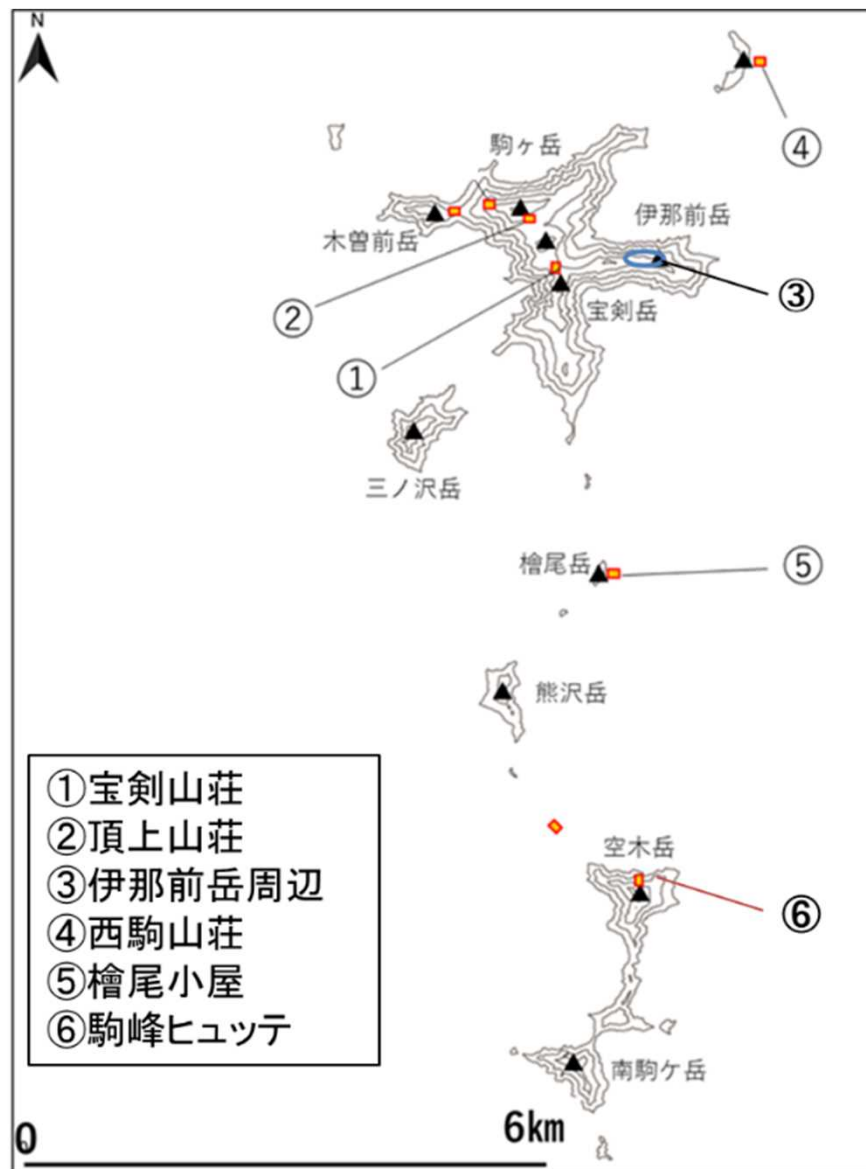 N
④
駒ヶ岳
伊那前岳
木曽前岳
③
②
宝剣岳
①
三ノ沢岳
檜尾岳
⑤
熊沢岳
①宝剣山荘
②頂上山荘
③伊那前岳周辺
④西駒山荘
⑤檜尾小屋
⑥駒峰ヒュッテ
空木岳
⑥
南駒ケ岳
0
6km